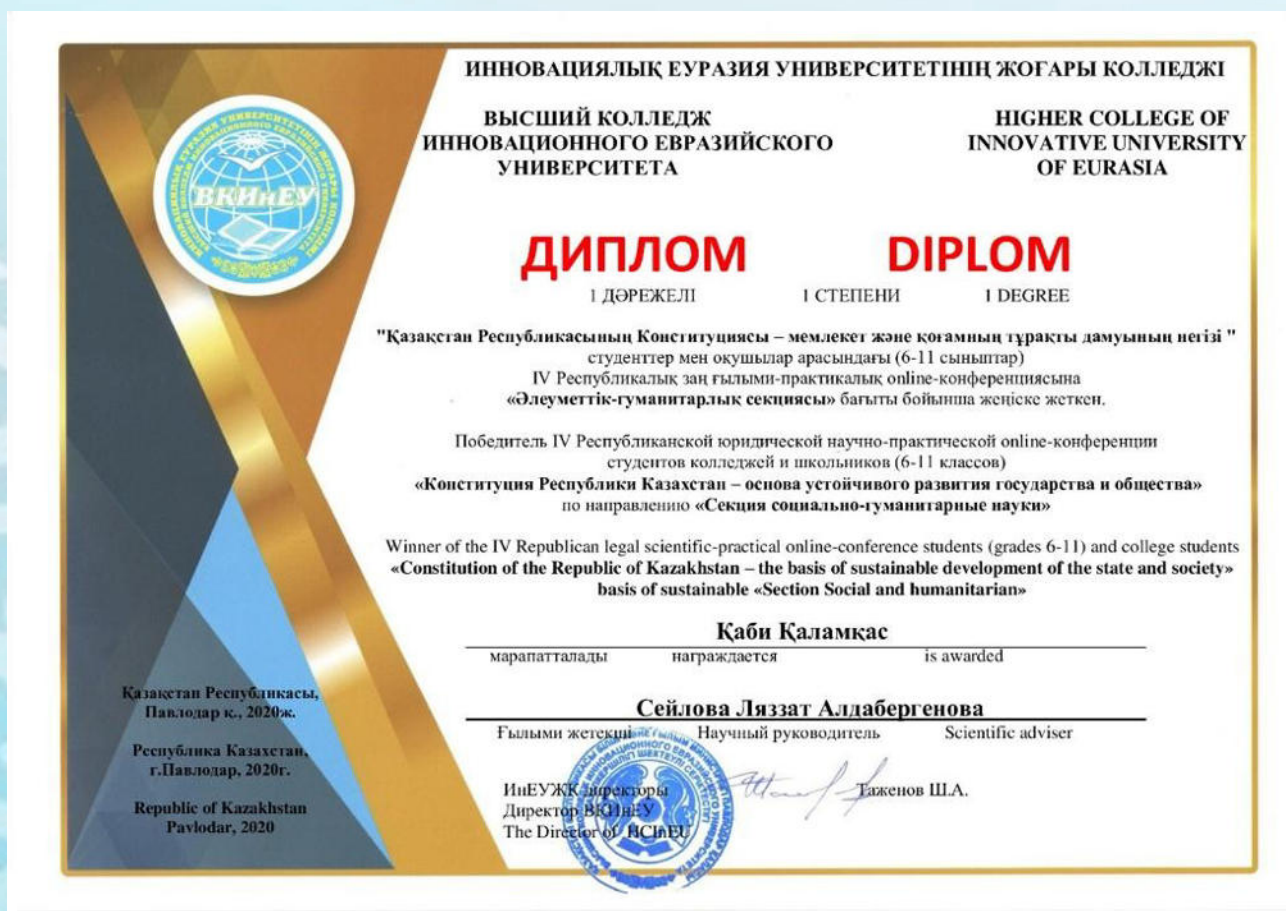 ИННОВАЦИЯЛЫҚ ЕУРАЗИЯ УНИВЕРСИТЕТІНІҢ ЖОҒАРЫ КОЛЛЕДЖІ
ВЫСШИЙ КОЛЛЕДЖ
ИННОВАЦИОННОГО ЕВРАЗИЙСКОГО
УНИВЕРСИТЕТА
HIGHER COLLEGE OF
INNOVATIVE UNIVERSITY
OF EURASIA
ВКИнЕУ
ДИПЛОМ DIPLOM
1 ДӘРЕЖЕЛІ 1 СТЕПЕНИ 1 DEGREE
"Қазақстан Республикасының Конституциясы – мемлекет және қоғамның тұрақты дамуының негізі "
студенттер мен оқушылар арасындағы (6-11 сыныптар)
IV Республикалық заң ғылыми-практикалық online-конференциясына
«Әлеуметтік-гуманитарлық секциясы» бағыты бойынша жеңіске жеткен.
Победитель IV Республиканской юридической научно-практической online-конференции
студентов колледжей и школьников (6-11 классов)
«Конституция Республики Казахстан – основа устойчивого развития государства и общества»
по направлению «Секция социально-гуманитарные науки»
Winner of the IV Republican legal scientific-practical online-conference students (grades 6-11) and college students
«Constitution of the Republic of Kazakhstan – the basis of sustainable development of the state and society»
basis of sustainable «Section Social and humanitarian»
Қаби Қаламқас
марапатталады награждается is awarded
Сейлова Ляззат Алдабергенова
Ғылыми жетекші Научный руководитель Scientific adviser
ИнЕУЖК директоры
Директор ВКИнЕУ
The Director of HCInEU
Таженов Ш.А.
Қазақстан Республикасы,
Павлодар қ., 2020ж.
Республика Казахстан,
г.Павлодар, 2020г.
Republic of Kazakhstan
Pavlodar, 2020